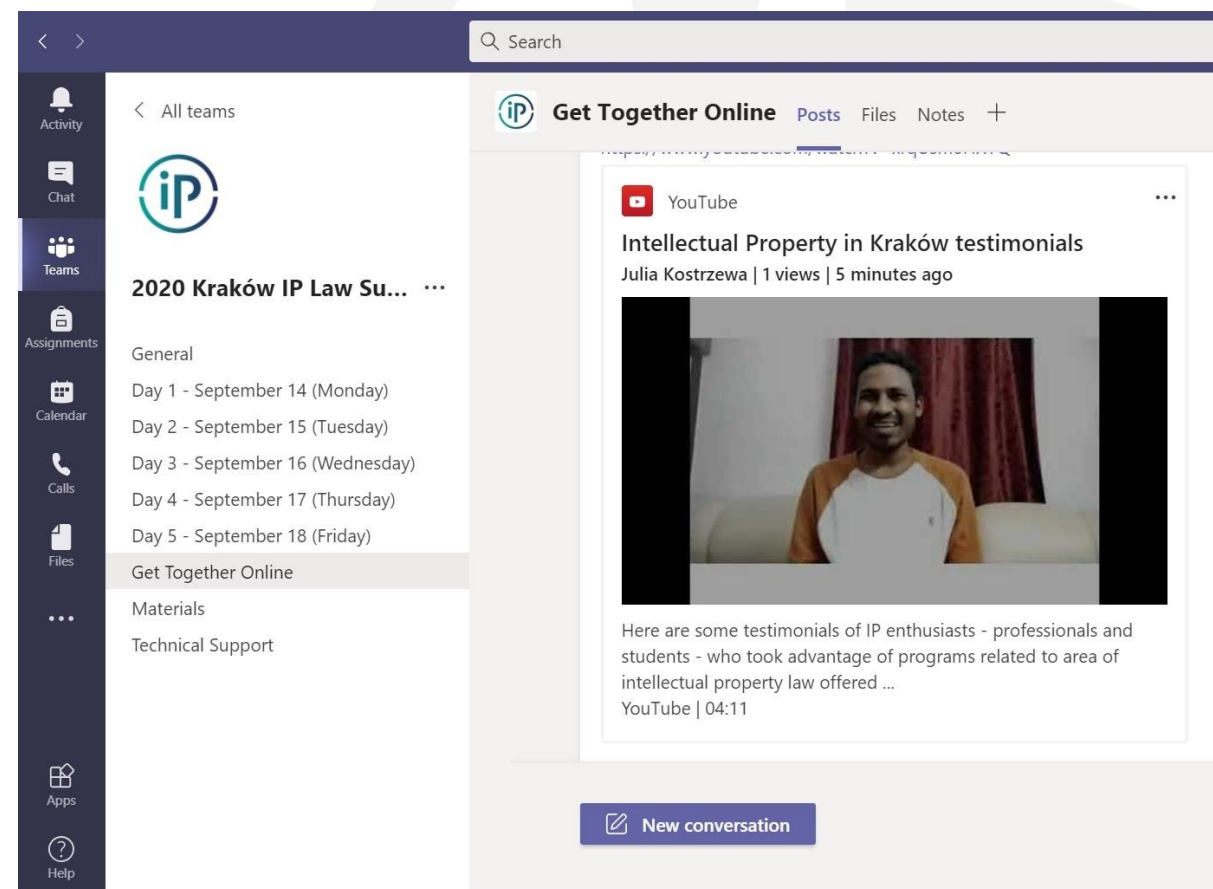 Search
Activity
Chat
Teams
Assignments
Calendar
Calls
Files
Apps
Help
All teams
iP
2020 Kraków IP Law Su... ...
General
Day 1 - September 14 (Monday)
Day 2 - September 15 (Tuesday)
Day 3 - September 16 (Wednesday)
Day 4 - September 17 (Thursday)
Day 5 - September 18 (Friday)
Get Together Online
Materials
Technical Support
iP Get Together Online Posts Files Notes +
YouTube ...
Intellectual Property in Kraków testimonials
Julia Kostrzewa | 1 views | 5 minutes ago
Here are some testimonials of IP enthusiasts - professionals and
students - who took advantage of programs related to area of
intellectual property law offered ...
YouTube | 04:11
New conversation